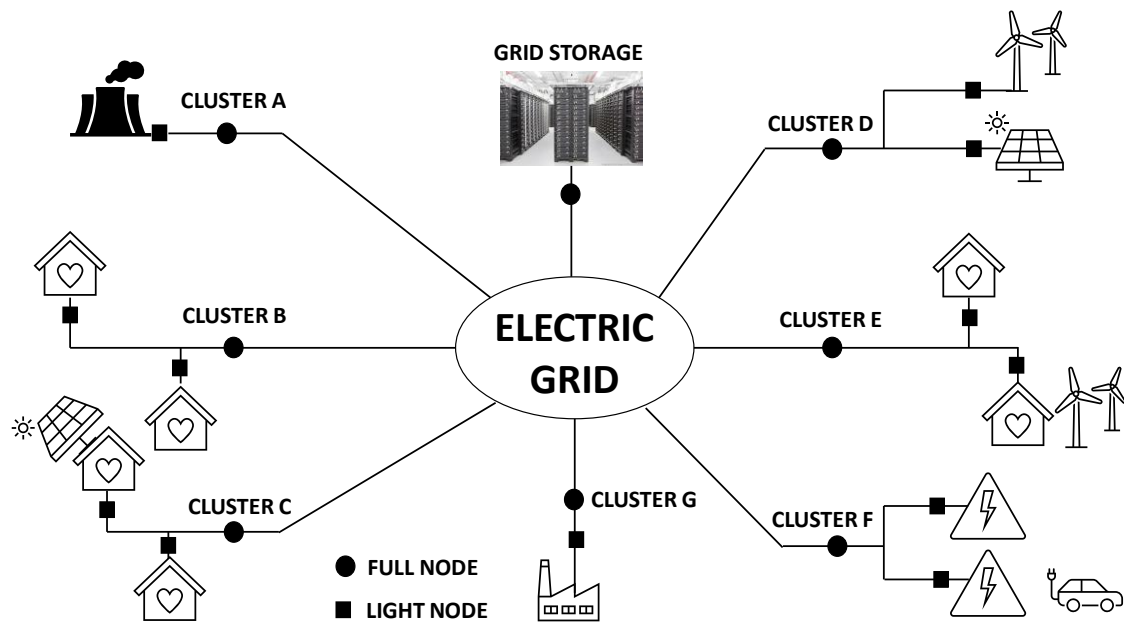 GRID STORAGE
CLUSTER A
CLUSTER D
CLUSTER B
ELECTRIC
GRID
CLUSTER E
CLUSTER C
CLUSTER G
CLUSTER F
FULL NODE
LIGHT NODE